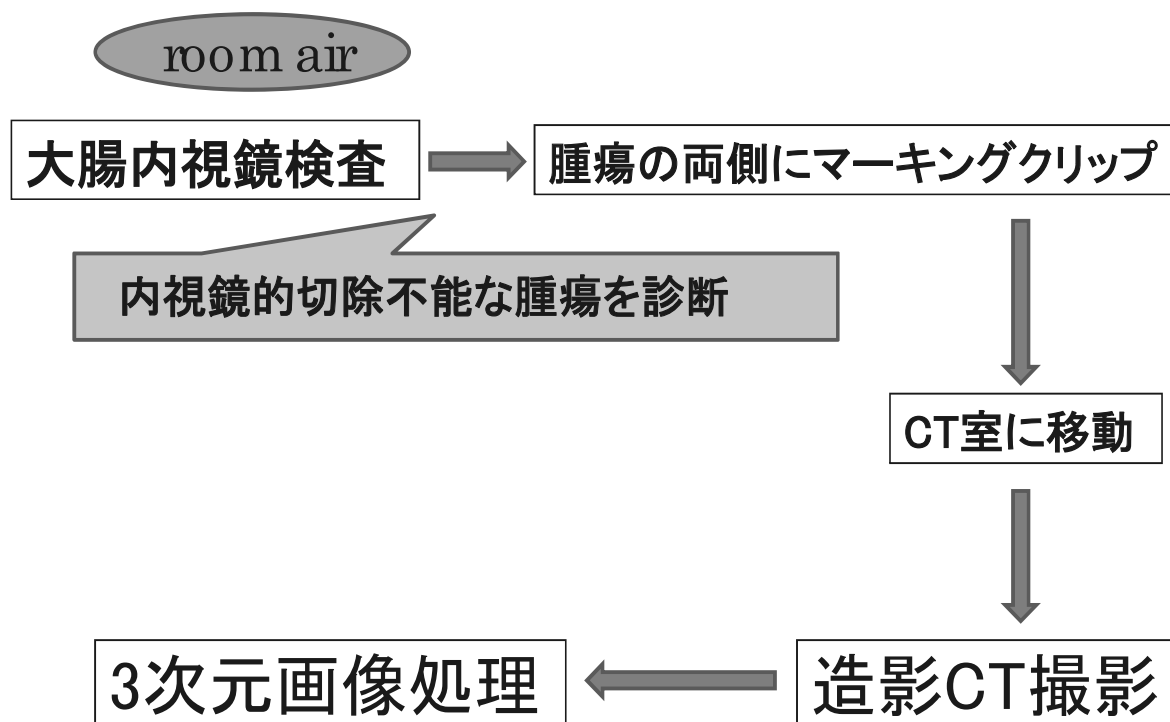 room air
大腸内視鏡検査
腫瘍の両側にマーキングクリップ
内視鏡的切除不能な腫瘍を診断
CT室に移動
造影CT撮影
3次元画像処理